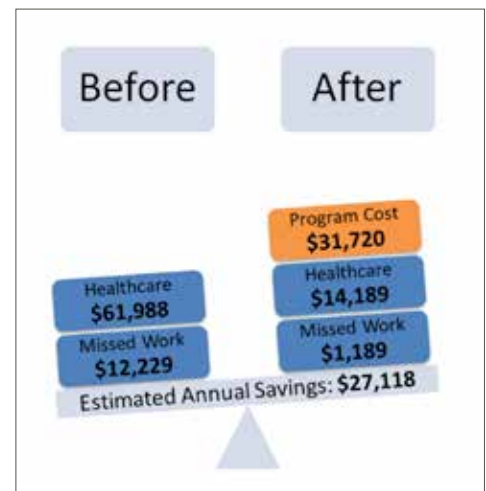 Before
After
Healthcare
$61,988
Missed Work
$12,229
Program Cost
$31,720
Healthcare
$14,189
Missed Work
$1,189
Estimated Annual Savings: $27,118